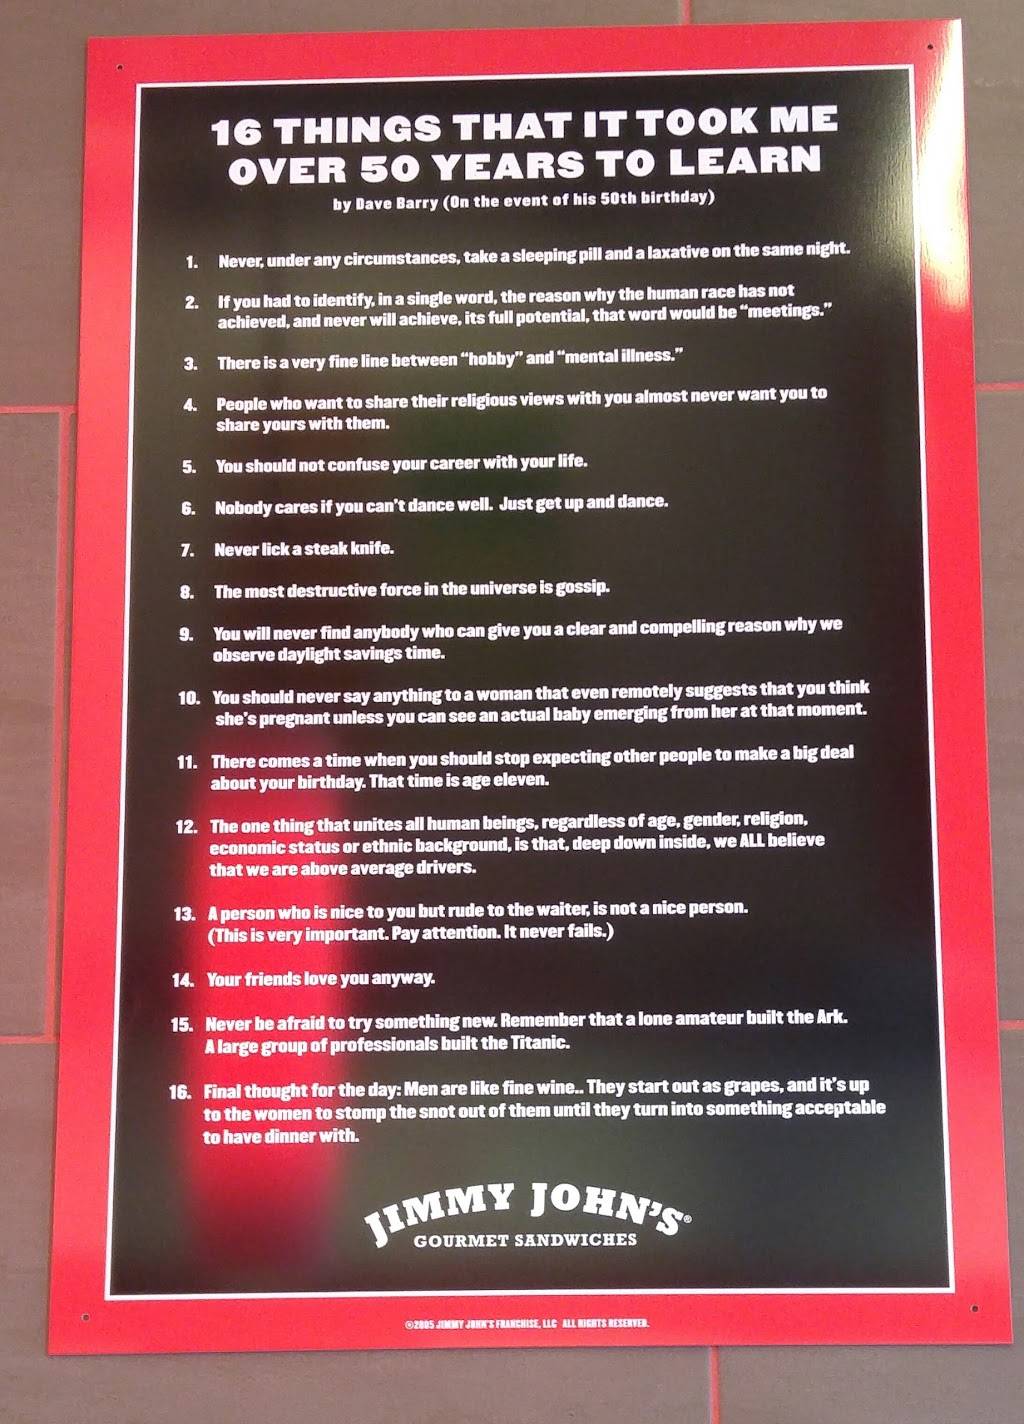 16 THINGS THAT IT TOOK ME
OVER 50 YEARS TO LEARN
by Dave Barry (On the event of his 50th birthday)
1. Never, under any circumstances, take a sleeping pill and a laxative on the same night.
2. If you had to identify, in a single word, the reason why the human race has not
achieved, and never will achieve, its full potential, that word would be “meetings.”
3. There is a very fine line between “hobby” and “mental illness.”
4. People who want to share their religious views with you almost never want you to
share yours with them.
5. You should not confuse your career with your life.
6. Nobody cares if you can’t dance well. Just get up and dance.
7. Never lick a steak knife.
8. The most destructive force in the universe is gossip.
9. You will never find anybody who can give you a clear and compelling reason why we
observe daylight savings time.
10. You should never say anything to a woman that even remotely suggests that you think
she’s pregnant unless you can see an actual baby emerging from her at that moment.
11. There comes a time when you should stop expecting other people to make a big deal
about your birthday. That time is age eleven.
12. The one thing that unites all human beings, regardless of age, gender, religion,
economic status or ethnic background, is that, deep down inside, we ALL believe
that we are above average drivers.
13. A person who is nice to you but rude to the waiter, is not a nice person.
(This is very important. Pay attention. It never fails.)
14. Your friends love you anyway.
15. Never be afraid to try something new. Remember that a lone amateur built the Ark.
A large group of professionals built the Titanic.
16. Final thought for the day: Men are like fine wine.. They start out as grapes, and it’s up
to the women to stomp the snot out of them until they turn into something acceptable
to have dinner with.
JIMMY JOHN’S®
GOURMET SANDWICHES
©2005 JIMMY JOHN’S FRANCHISE, LLC ALL RIGHTS RESERVED.